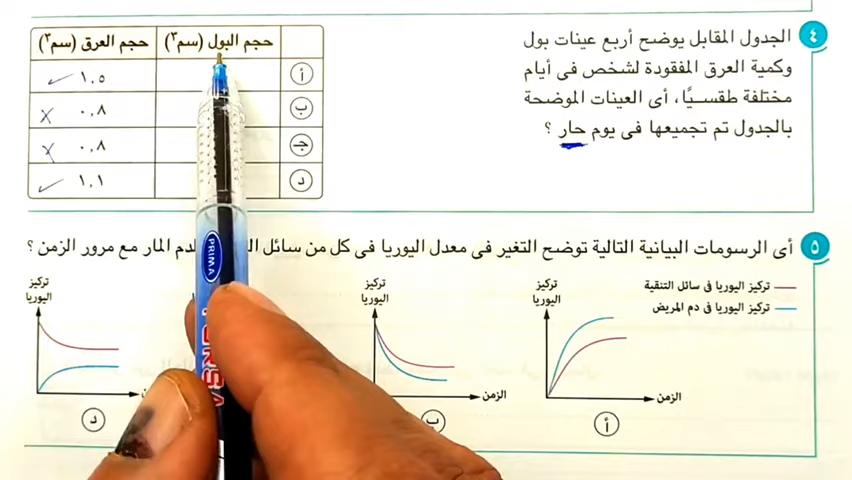 ٤ الجدول المقابل يوضح أربع عينات بول
وكمية العرق المفقودة لشخص فى أيام
مختلفة طقسـيًّا، أى العينات الموضحة
بالجدول تم تجميعها فى يوم حار ؟
حجم البول (سم٣) حجم العرق (سم٣)
أ ١.٥
ب ٠.٨
جـ ٠.٨
د ١.١
٥ أى الرسومات البيانية التالية توضح التغير فى معدل اليوريا فى كل من سائل المار مع مرور الزمن ؟
تركيز اليوريا فى سائل التنقية
تركيز اليوريا فى دم المريض
تركيز
اليوريا
الزمن
أ
تركيز
اليوريا
الزمن
ب
تركيز
اليوريا
د
PRIMA